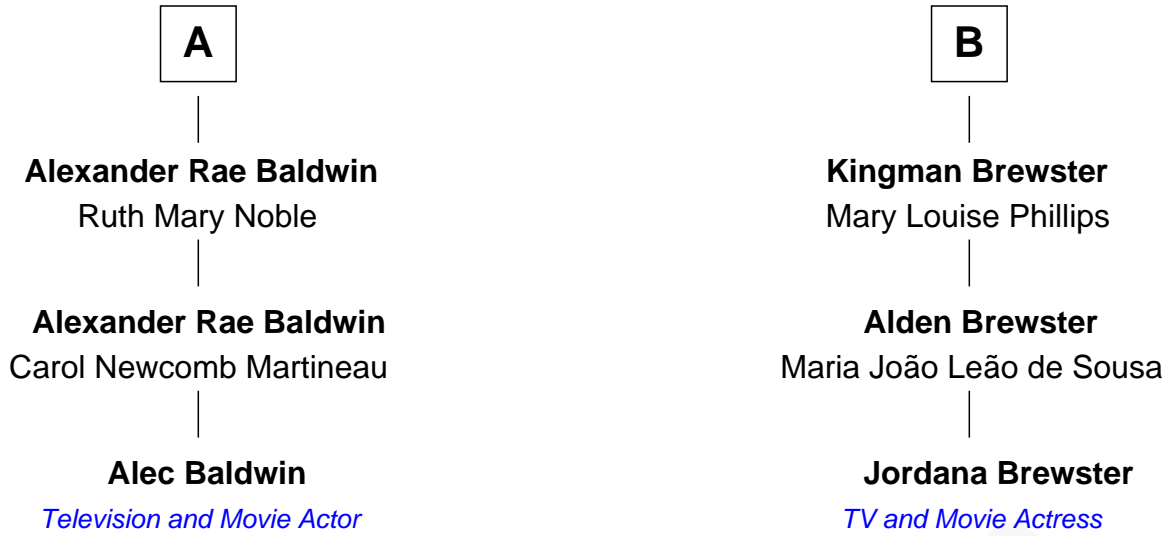 A
Alexander Rae Baldwin
Ruth Mary Noble
Alexander Rae Baldwin
Carol Newcomb Martineau
Alec Baldwin
Television and Movie Actor
B
Kingman Brewster
Mary Louise Phillips
Alden Brewster
Maria João Leão de Sousa
Jordana Brewster
TV and Movie Actress